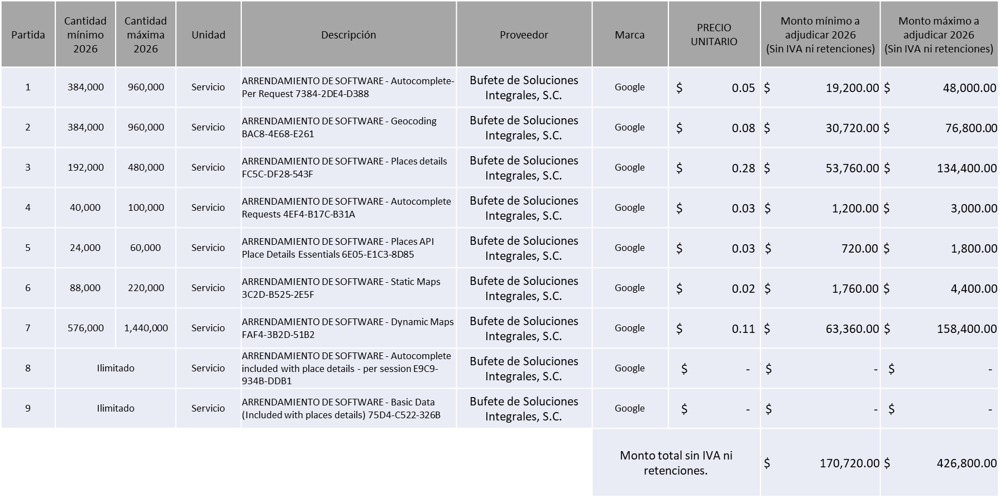 Partida Cantidad mínimo 2026 Cantidad máxima 2026 Unidad Descripción Proveedor Marca PRECIO UNITARIO Monto mínimo a adjudicar 2026 (Sin IVA ni retenciones) Monto máximo a adjudicar 2026 (Sin IVA ni retenciones)
1 384,000 960,000 Servicio ARRENDAMIENTO DE SOFTWARE - Autocomplete-Per Request 7384-2DE4-D388 Bufete de Soluciones Integrales, S.C. Google $ 0.05 $ 19,200.00 $ 48,000.00
2 384,000 960,000 Servicio ARRENDAMIENTO DE SOFTWARE - Geocoding BAC8-4E68-E261 Bufete de Soluciones Integrales, S.C. Google $ 0.08 $ 30,720.00 $ 76,800.00
3 192,000 480,000 Servicio ARRENDAMIENTO DE SOFTWARE - Places details FC5C-DF28-543F Bufete de Soluciones Integrales, S.C. Google $ 0.28 $ 53,760.00 $ 134,400.00
4 40,000 100,000 Servicio ARRENDAMIENTO DE SOFTWARE - Autocomplete Requests 4EF4-B17C-B31A Bufete de Soluciones Integrales, S.C. Google $ 0.03 $ 1,200.00 $ 3,000.00
5 24,000 60,000 Servicio ARRENDAMIENTO DE SOFTWARE - Places API Place Details Essentials 6E05-E1C3-8D85 Bufete de Soluciones Integrales, S.C. Google $ 0.03 $ 720.00 $ 1,800.00
6 88,000 220,000 Servicio ARRENDAMIENTO DE SOFTWARE - Static Maps 3C2D-B525-2E5F Bufete de Soluciones Integrales, S.C. Google $ 0.02 $ 1,760.00 $ 4,400.00
7 576,000 1,440,000 Servicio ARRENDAMIENTO DE SOFTWARE - Dynamic Maps FAF4-3B2D-51B2 Bufete de Soluciones Integrales, S.C. Google $ 0.11 $ 63,360.00 $ 158,400.00
8 Ilimitado Servicio ARRENDAMIENTO DE SOFTWARE - Autocomplete included with place details - per session E9C9-934B-DDB1 Bufete de Soluciones Integrales, S.C. Google $ - $ - $ -
9 Ilimitado Servicio ARRENDAMIENTO DE SOFTWARE - Basic Data (Included with places details) 75D4-C522-326B Bufete de Soluciones Integrales, S.C. Google $ - $ - $ -
Monto total sin IVA ni retenciones. $ 170,720.00 $ 426,800.00